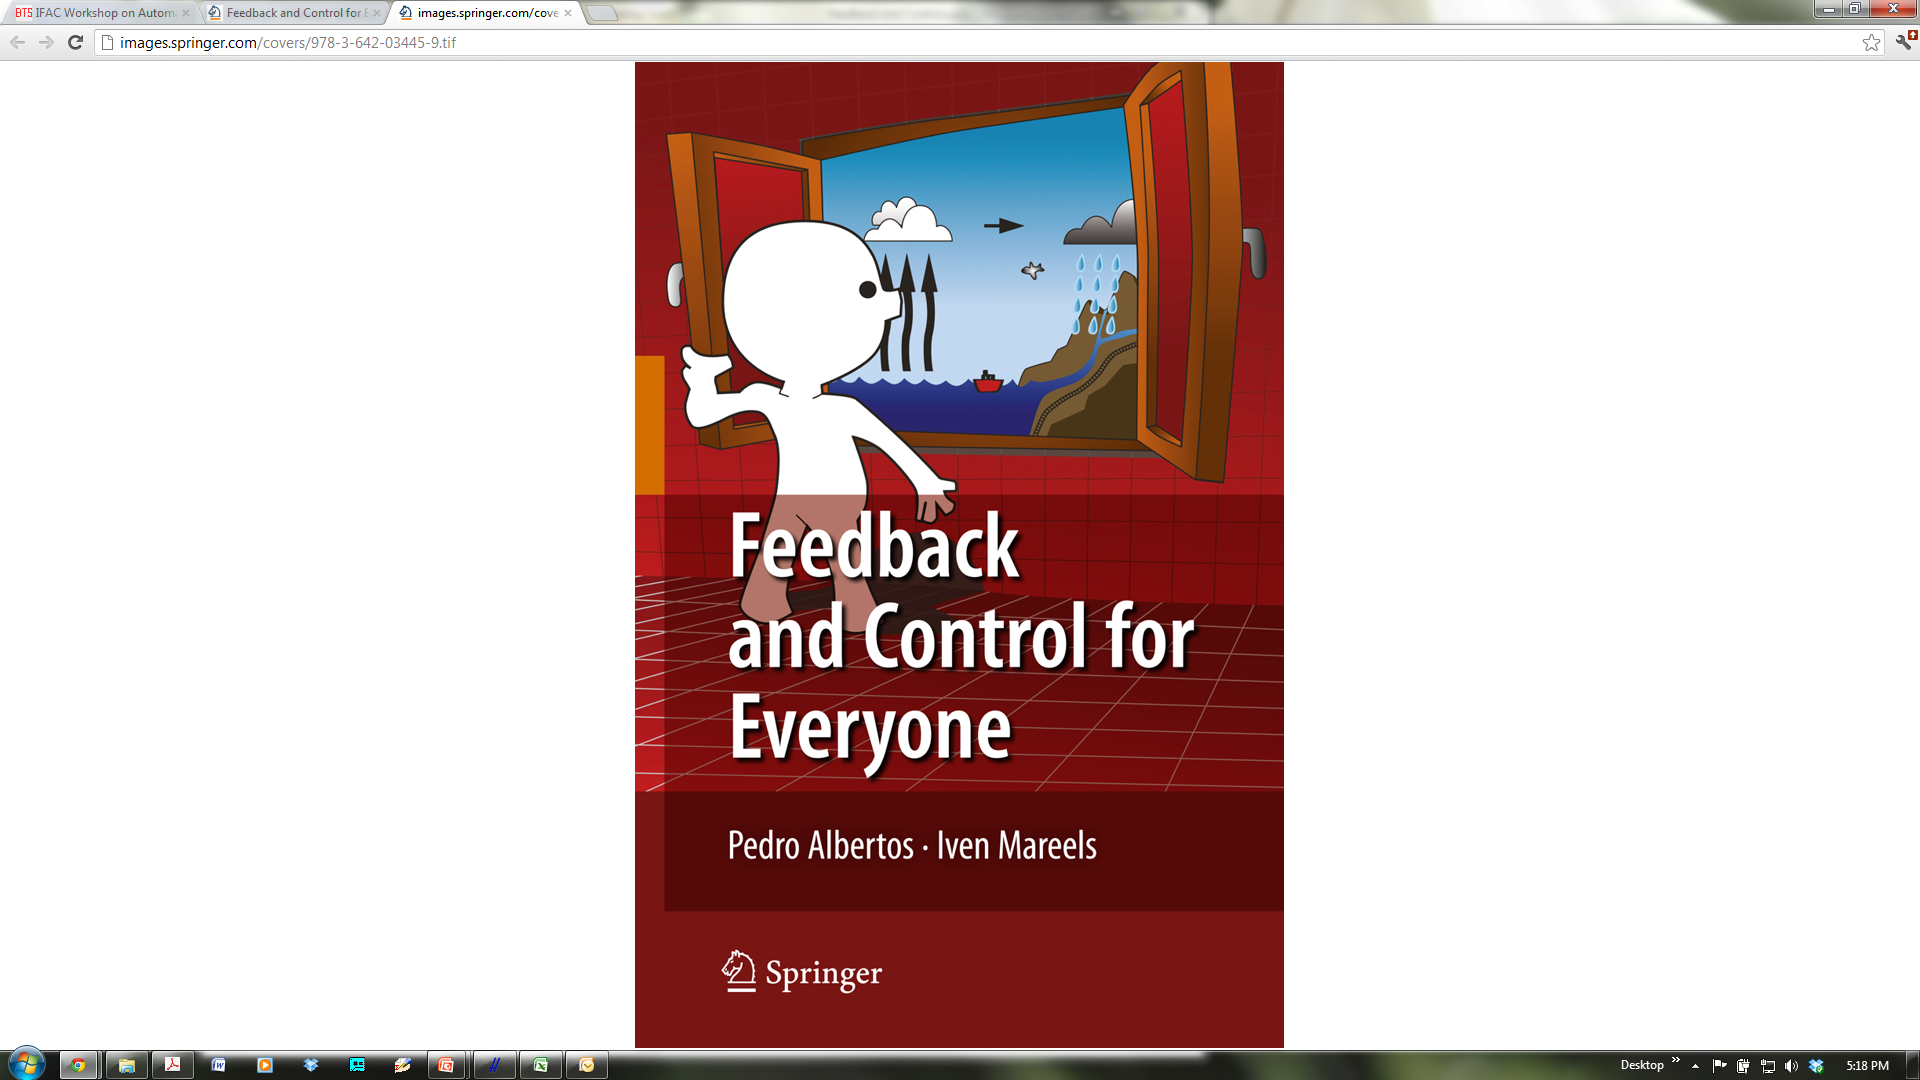 IFAC Workshop on Autom
Feedback and Control for E
images.springer.com/cove
images.springer.com/covers/978-3-642-03445-9.tif
Feedback
and Control for
Everyone
Pedro Albertos · Iven Mareels
Springer
Desktop
5:18 PM